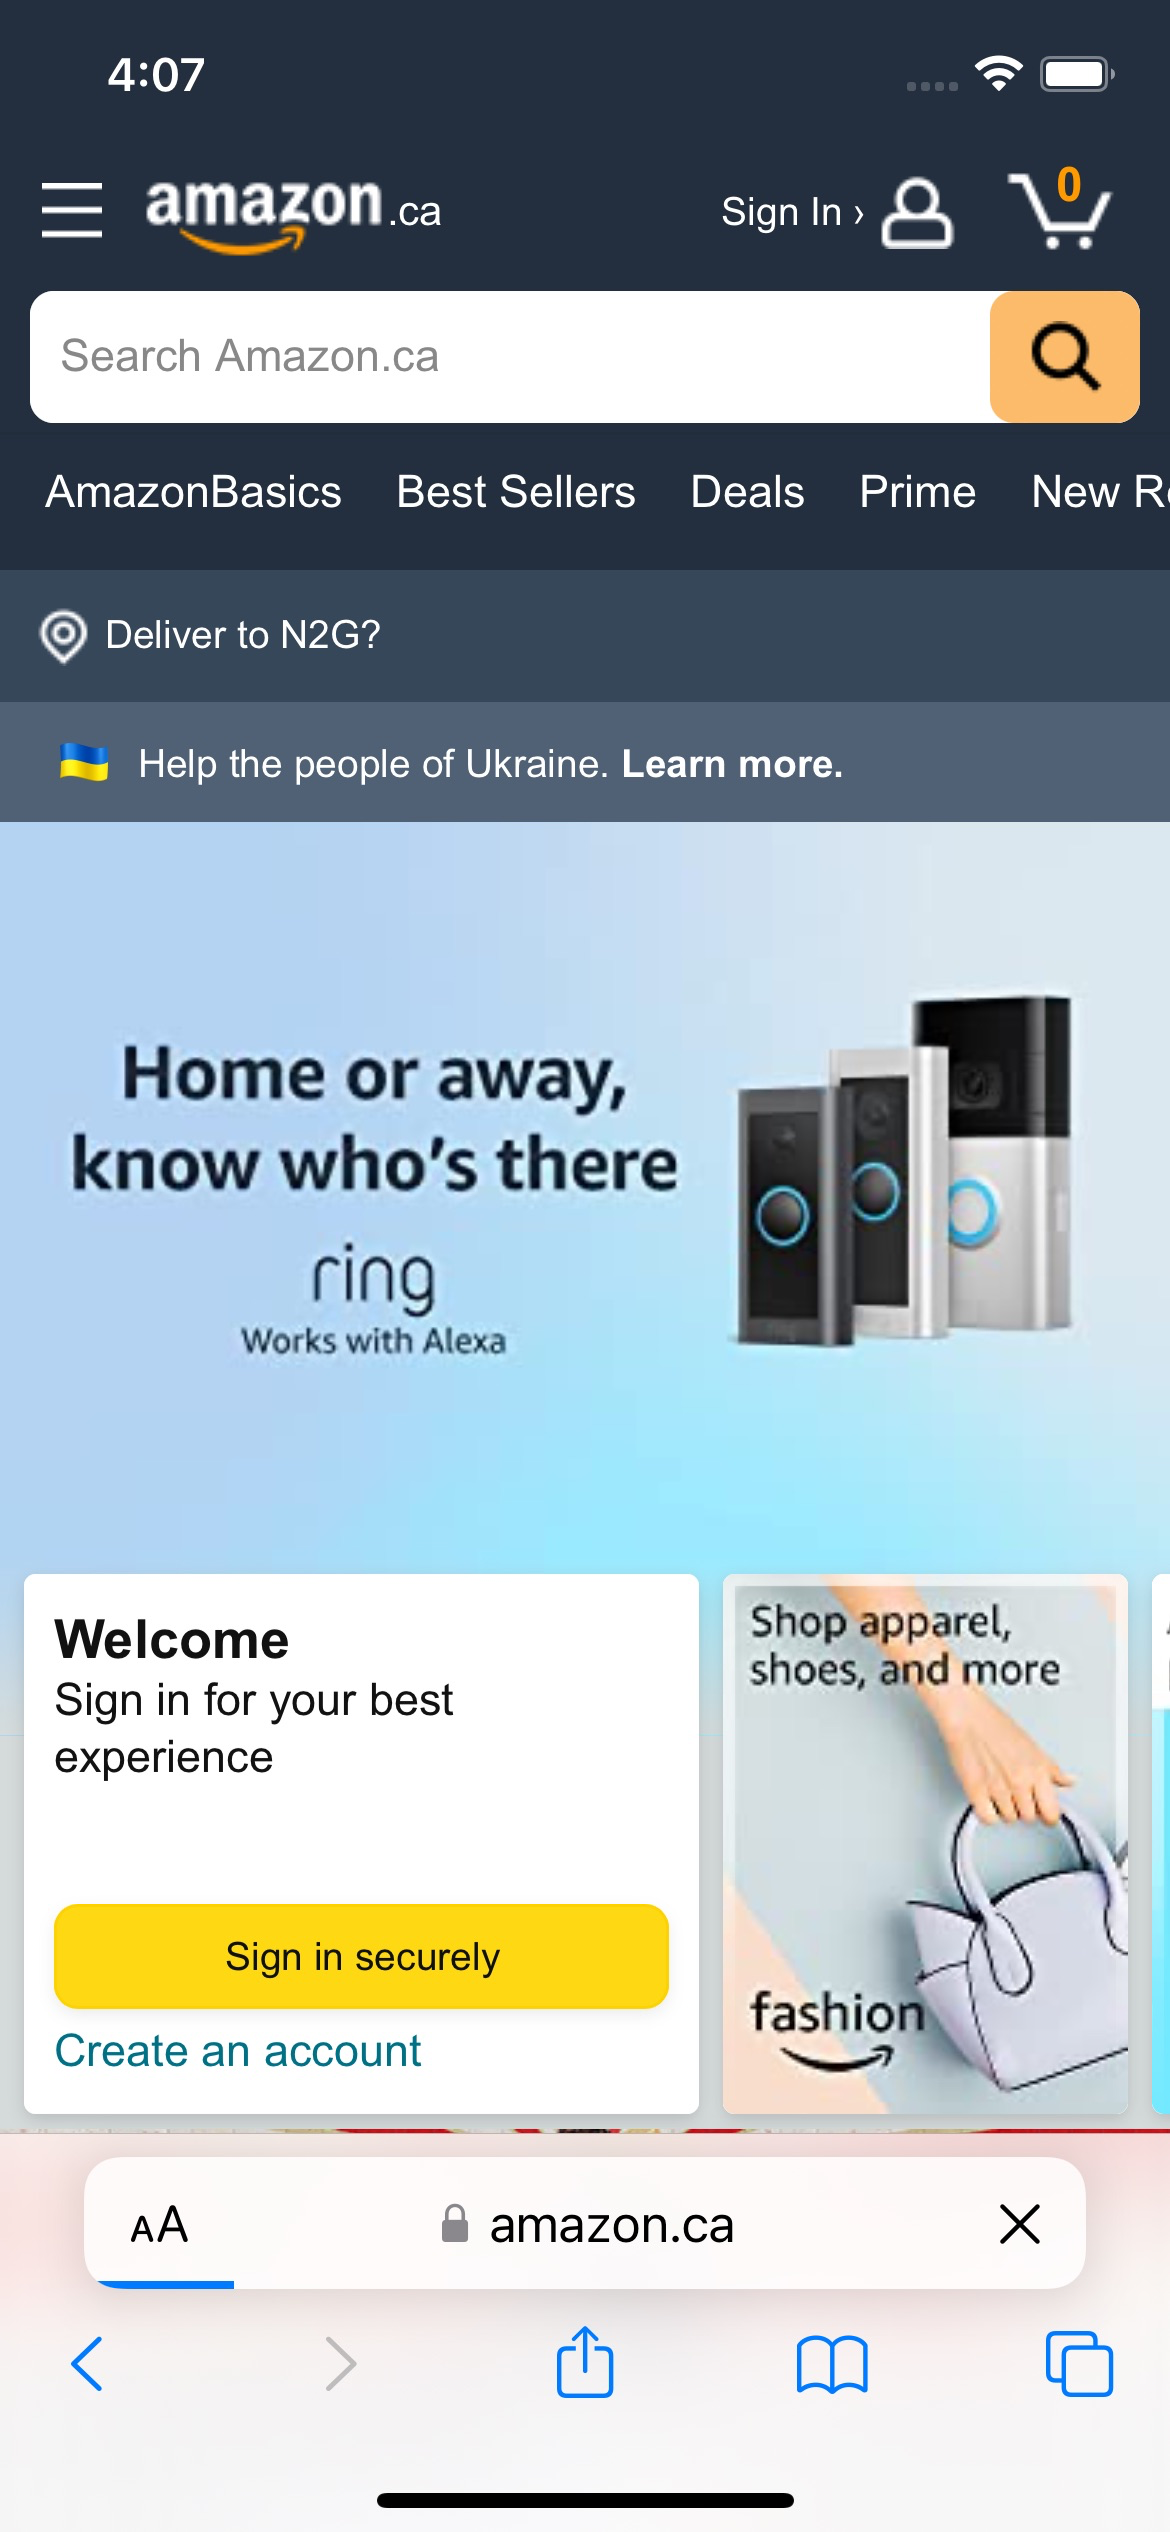 4:07
amazon.ca
Sign In ›
0
Search Amazon.ca
AmazonBasics Best Sellers Deals Prime New
Deliver to N2G?
Help the people of Ukraine. Learn more.
Home or away,
know who's there
ring
Works with Alexa
Welcome
Sign in for your best
experience
Sign in securely
Create an account
Shop apparel,
shoes, and more
fashion
AA
amazon.ca